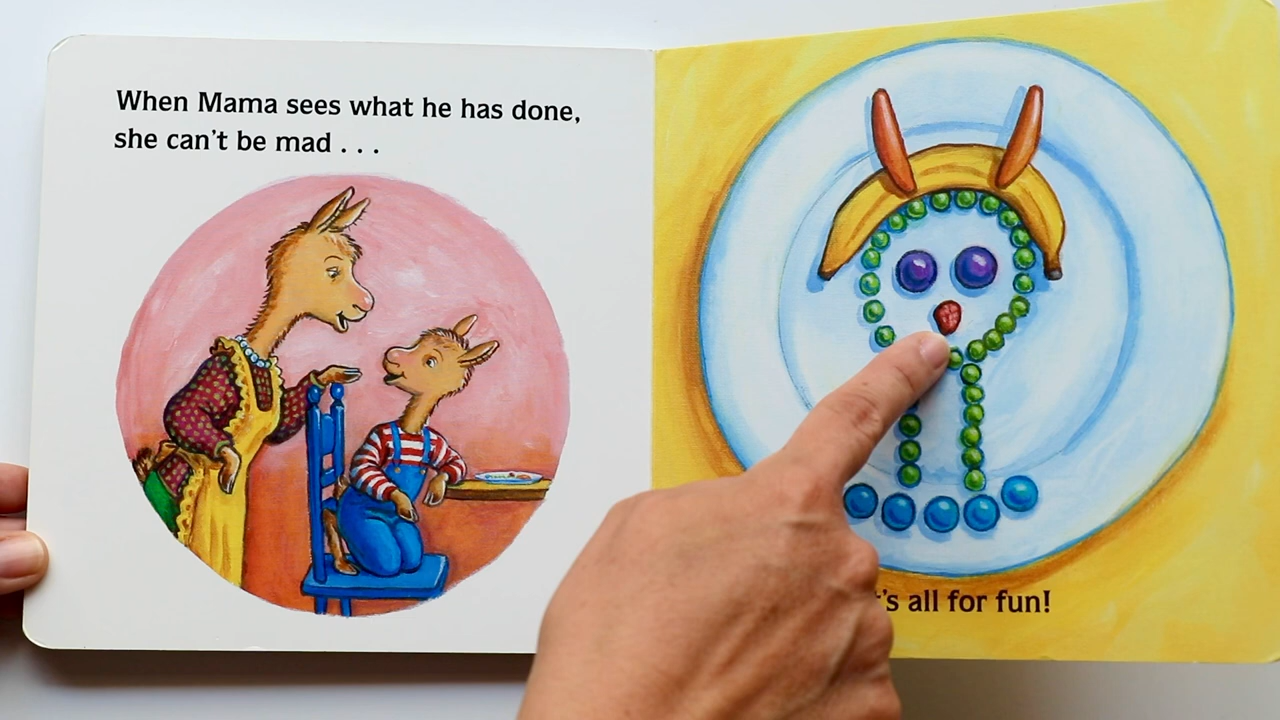 When Mama sees what he has done,
she can't be mad . . .
all for fun!